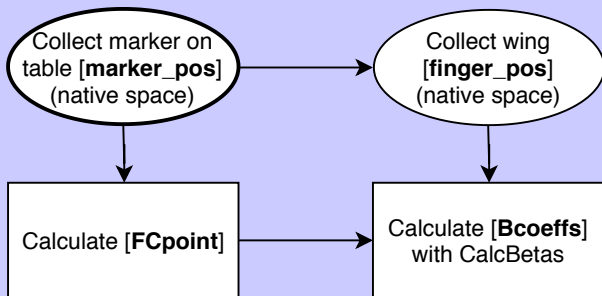 Collect marker on
table [marker_pos]
(native space)
Collect wing
[finger_pos]
(native space)
Calculate [FCpoint]
Calculate [Bcoeffs]
with CalcBetas